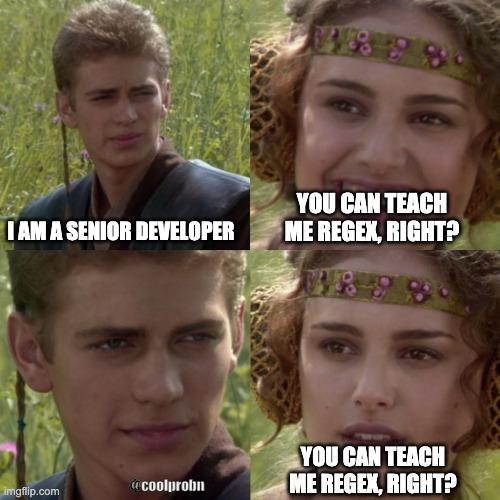 I AM A SENIOR DEVELOPER
YOU CAN TEACH
ME REGEX, RIGHT?
@coolprobn
YOU CAN TEACH
ME REGEX, RIGHT?
imgflip.com